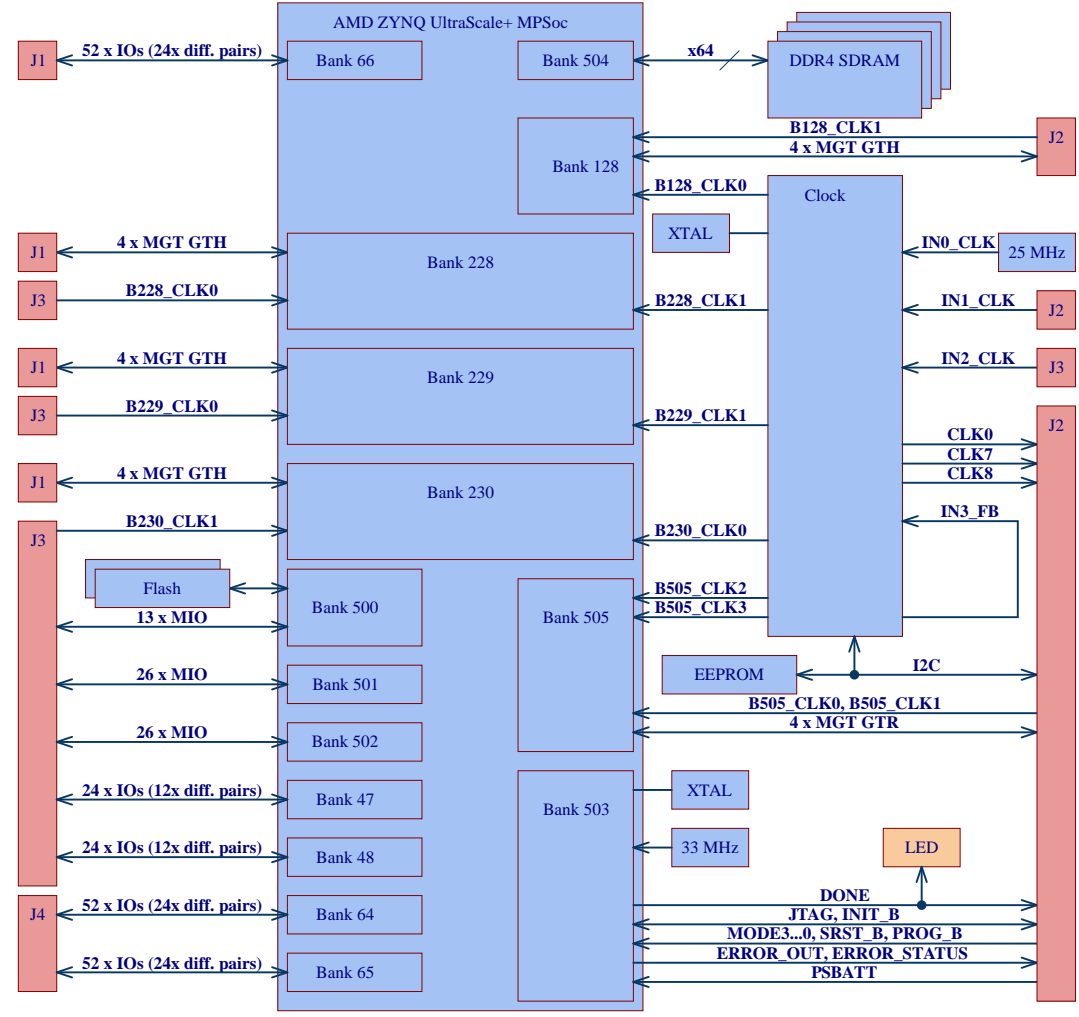 AMD ZYNQ UltraScale+ MPSoc
J1
52 x IOs (24x diff. pairs)
Bank 66
Bank 504
x64
DDR4 SDRAM
B128_CLK1
4 x MGT GTH
J2
Bank 128
B128_CLK0
Clock
XTAL
J1
4 x MGT GTH
Bank 228
IN0_CLK
25 MHz
J3
B228_CLK0
B228_CLK1
IN1_CLK
J2
J1
4 x MGT GTH
Bank 229
IN2_CLK
J3
J3
B229_CLK0
B229_CLK1
J2
CLK0
CLK7
CLK8
J1
4 x MGT GTH
Bank 230
J3
B230_CLK1
B230_CLK0
IN3_FB
Flash
Bank 500
13 x MIO
B505_CLK2
B505_CLK3
Bank 505
26 x MIO
Bank 501
EEPROM
I2C
B505_CLK0, B505_CLK1
4 x MGT GTR
26 x MIO
Bank 502
24 x IOs (12x diff. pairs)
Bank 47
Bank 503
XTAL
24 x IOs (12x diff. pairs)
Bank 48
33 MHz
LED
J4
52 x IOs (24x diff. pairs)
Bank 64
DONE
JTAG, INIT_B
MODE3...0, SRST_B, PROG_B
ERROR_OUT, ERROR_STATUS
PSBATT
52 x IOs (24x diff. pairs)
Bank 65